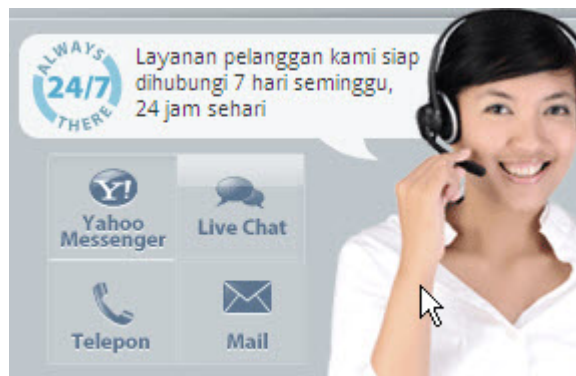 ALWAYS
24/7
THERE
Layanan pelanggan kami siap
dihubungi 7 hari seminggu,
24 jam sehari
Y!
Yahoo
Messenger
Live Chat
Telepon
Mail